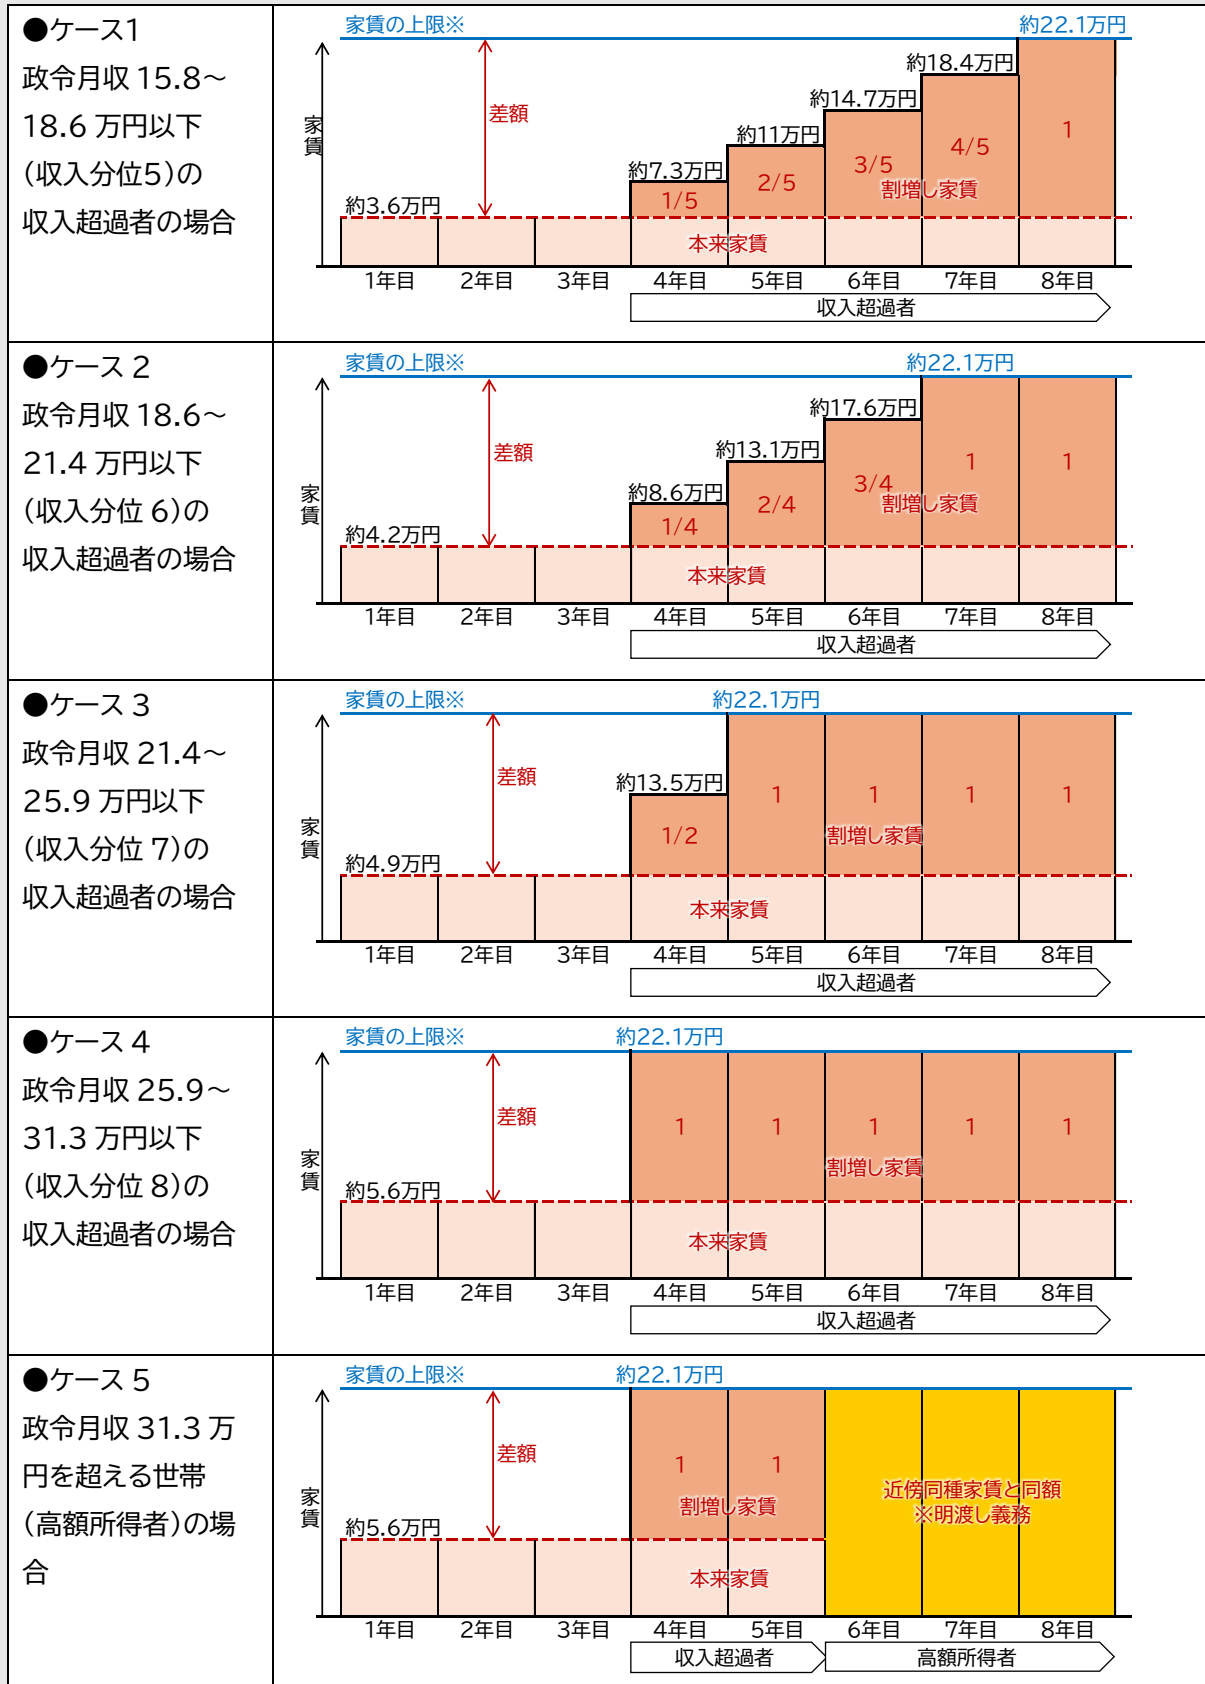 ●ケース1
政令月収 15.8～
18.6 万円以下
(収入分位5)の
収入超過者の場合
家賃の上限※
約22.1万円
約18.4万円
約14.7万円
約11万円
約7.3万円
約3.6万円
差額
家賃
1/5
2/5
3/5
4/5
1
割増し家賃
本来家賃
1年目 2年目 3年目 4年目 5年目 6年目 7年目 8年目
収入超過者
●ケース 2
政令月収 18.6～
21.4 万円以下
(収入分位 6)の
収入超過者の場合
家賃の上限※
約22.1万円
約17.6万円
約13.1万円
約8.6万円
約4.2万円
差額
家賃
1/4
2/4
3/4
1
1
割増し家賃
本来家賃
1年目 2年目 3年目 4年目 5年目 6年目 7年目 8年目
収入超過者
●ケース 3
政令月収 21.4～
25.9 万円以下
(収入分位 7)の
収入超過者の場合
家賃の上限※
約22.1万円
約13.5万円
約4.9万円
差額
家賃
1/2
1
1
1
1
割増し家賃
本来家賃
1年目 2年目 3年目 4年目 5年目 6年目 7年目 8年目
収入超過者
●ケース 4
政令月収 25.9～
31.3 万円以下
(収入分位 8)の
収入超過者の場合
家賃の上限※
約22.1万円
約5.6万円
差額
家賃
1
1
1
1
1
割増し家賃
本来家賃
1年目 2年目 3年目 4年目 5年目 6年目 7年目 8年目
収入超過者
●ケース 5
政令月収 31.3 万
円を超える世帯
(高額所得者)の場
合
家賃の上限※
約22.1万円
約5.6万円
差額
家賃
1
1
割増し家賃
本来家賃
近傍同種家賃と同額
※明渡し義務
1年目 2年目 3年目 4年目 5年目 6年目 7年目 8年目
収入超過者
高額所得者